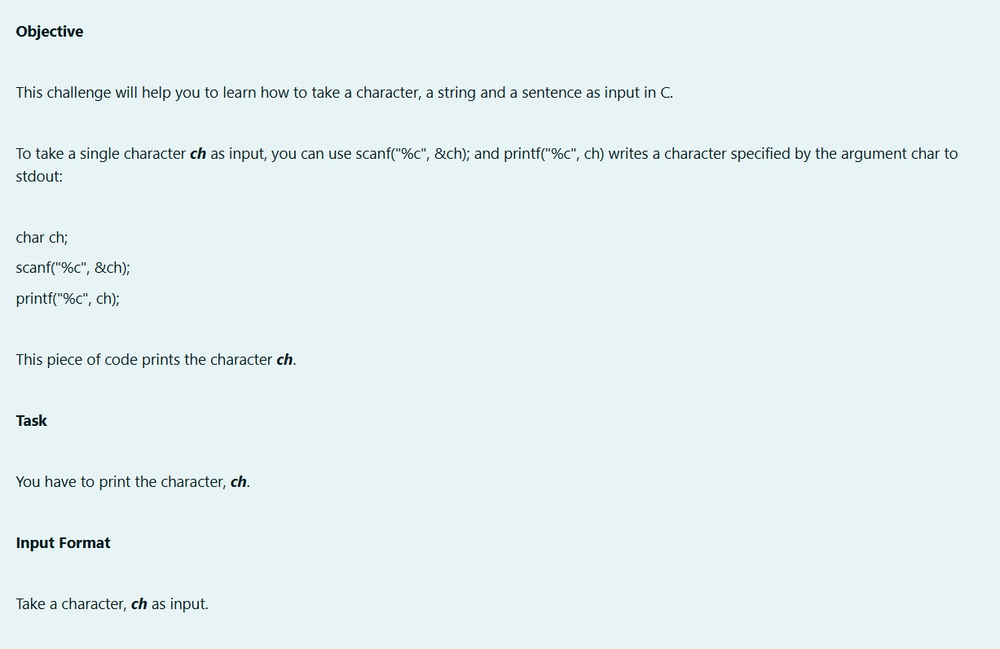 Objective
This challenge will help you to learn how to take a character, a string and a sentence as input in C.
To take a single character ch as input, you can use scanf("%c", &ch); and printf("%c", ch) writes a character specified by the argument char to
stdout:
char ch;
scanf("%c", &ch);
printf("%c", ch);
This piece of code prints the character ch.
Task
You have to print the character, ch.
Input Format
Take a character, ch as input.